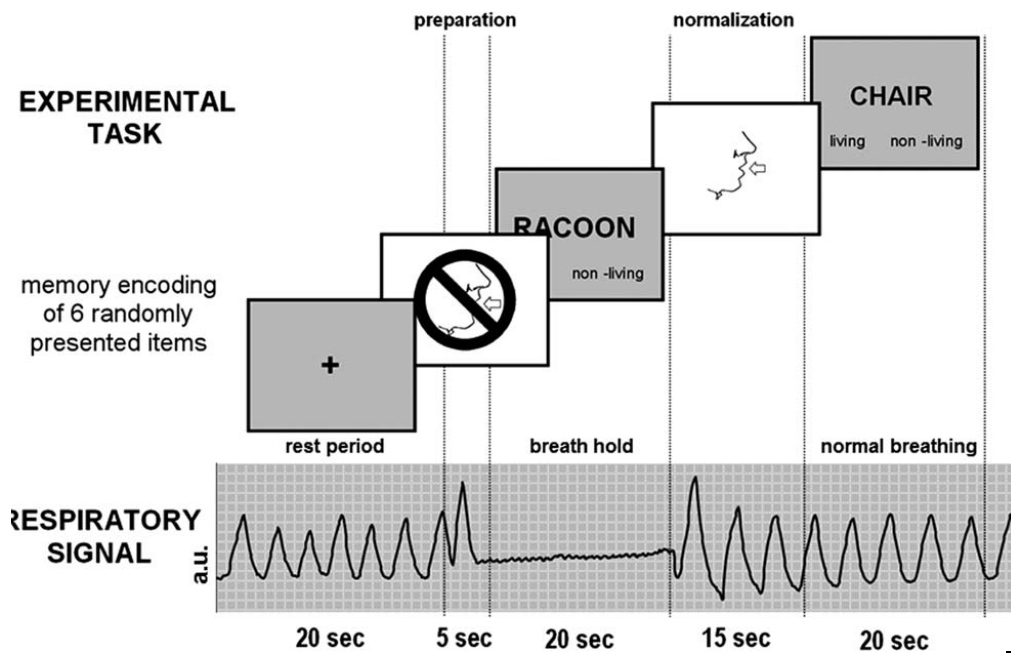 preparation
normalization
EXPERIMENTAL
TASK
CHAIR
living non -living
RACOON
non -living
memory encoding
of 6 randomly
presented items
+
rest period
breath hold
normal breathing
RESPIRATORY
SIGNAL
a.u.
20 sec
5 sec
20 sec
15 sec
20 sec